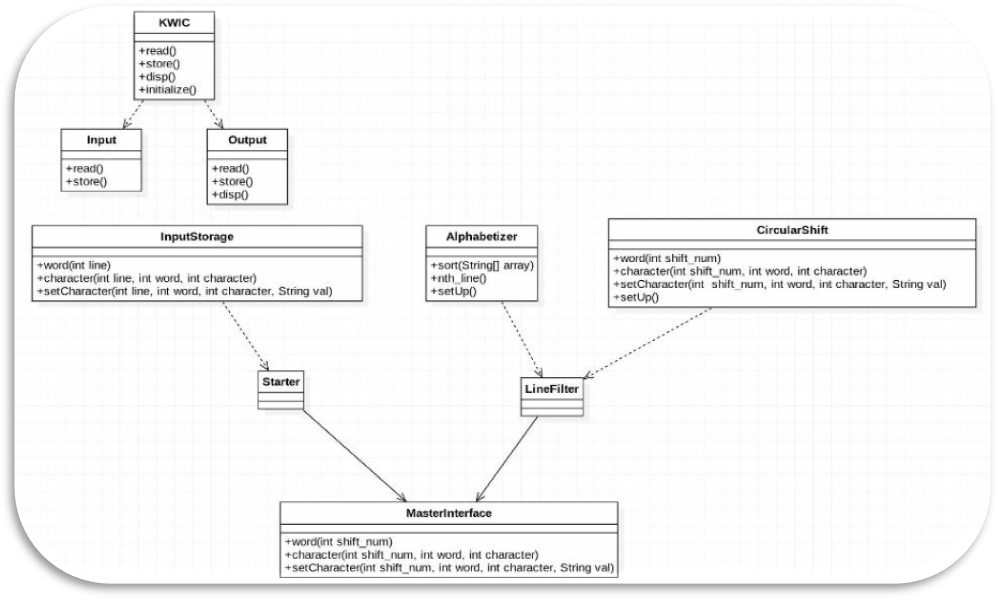 KWIC
+read()
+store()
+disp()
+initialize()
Input
+read()
+store()
Output
+read()
+store()
+disp()
InputStorage
+word(int line)
+character(int line, int word, int character)
+setCharacter(int line, int word, int character, String val)
Alphabetizer
+sort(String[] array)
+nth_line()
+setUp()
CircularShift
+word(int shift_num)
+character(int shift_num, int word, int character)
+setCharacter(int shift_num, int word, int character, String val)
+setUp()
Starter
LineFilter
MasterInterface
+word(int shift_num)
+character(int shift_num, int word, int character)
+setCharacter(int shift_num, int word, int character, String val)